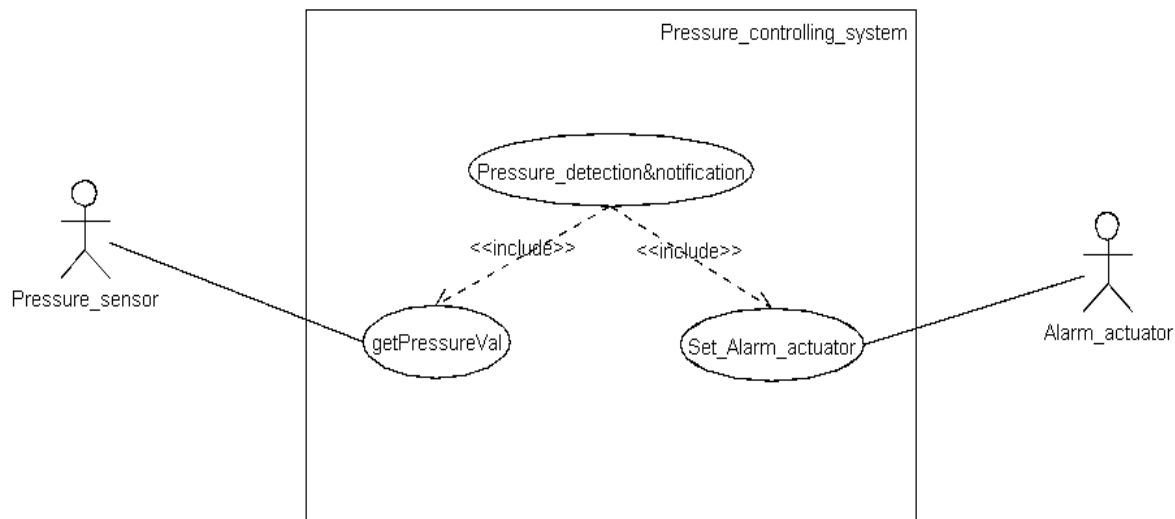 Pressure_controlling_system
Pressure_detection&notification
<<include>>
<<include>>
Pressure_sensor
getPressureVal
Set_Alarm_actuator
Alarm_actuator